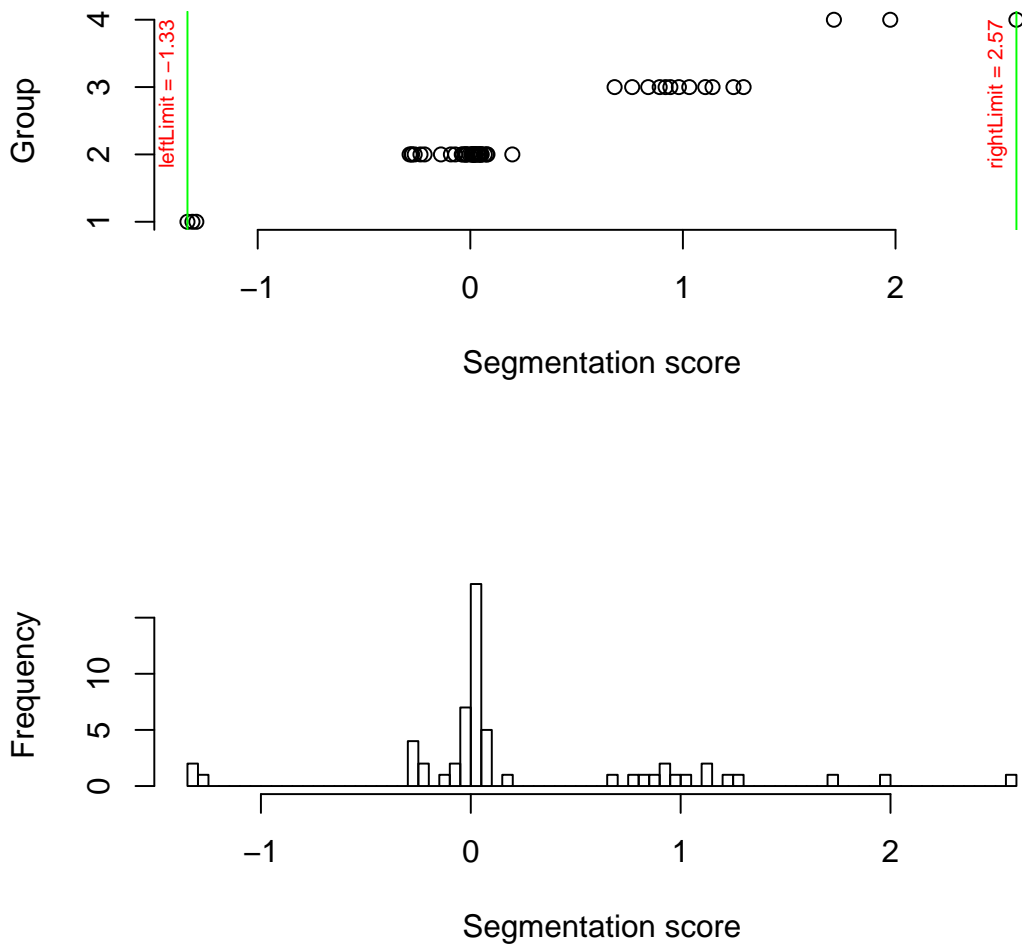 4
3
2
1
Group
leftLimit = −1.33
rightLimit = 2.57
−1 0 1 2
Segmentation score
10
5
0
Frequency
−1 0 1 2
Segmentation score